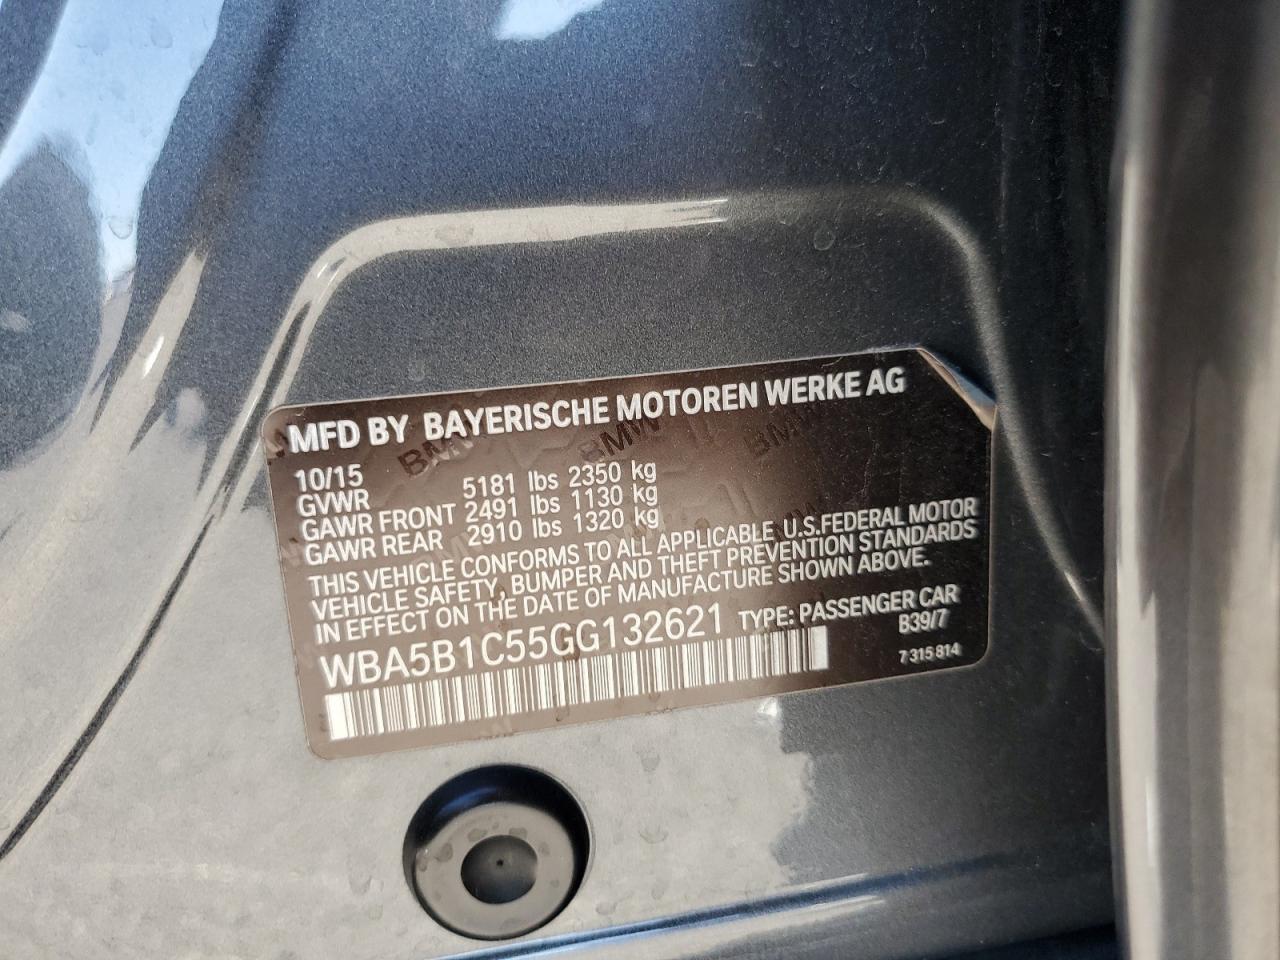 MFD BY BAYERISCHE MOTOREN WERKE AG
10/15
GVWR 5181 lbs 2350 kg
GAWR FRONT 2491 lbs 1130 kg
GAWR REAR 2910 lbs 1320 kg
THIS VEHICLE CONFORMS TO ALL APPLICABLE U.S.FEDERAL MOTOR
VEHICLE SAFETY, BUMPER AND THEFT PREVENTION STANDARDS
IN EFFECT ON THE DATE OF MANUFACTURE SHOWN ABOVE.
WBA5B1C55GG132621 TYPE: PASSENGER CAR
B39/7
7 315 814